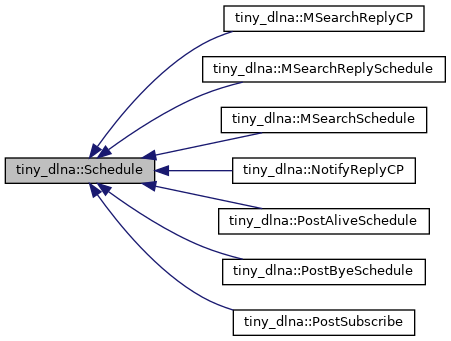 tiny_dlna::MSearchReplyCP
tiny_dlna::MSearchReplySchedule
tiny_dlna::MSearchSchedule
tiny_dlna::Schedule
tiny_dlna::NotifyReplyCP
tiny_dlna::PostAliveSchedule
tiny_dlna::PostByeSchedule
tiny_dlna::PostSubscribe